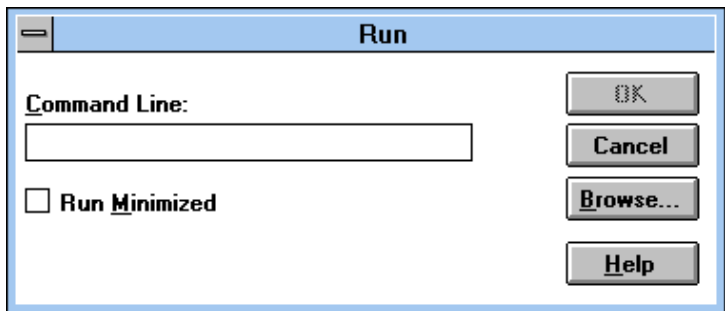 Run
Command Line:
OK
Cancel
Run Minimized
Browse...
Help